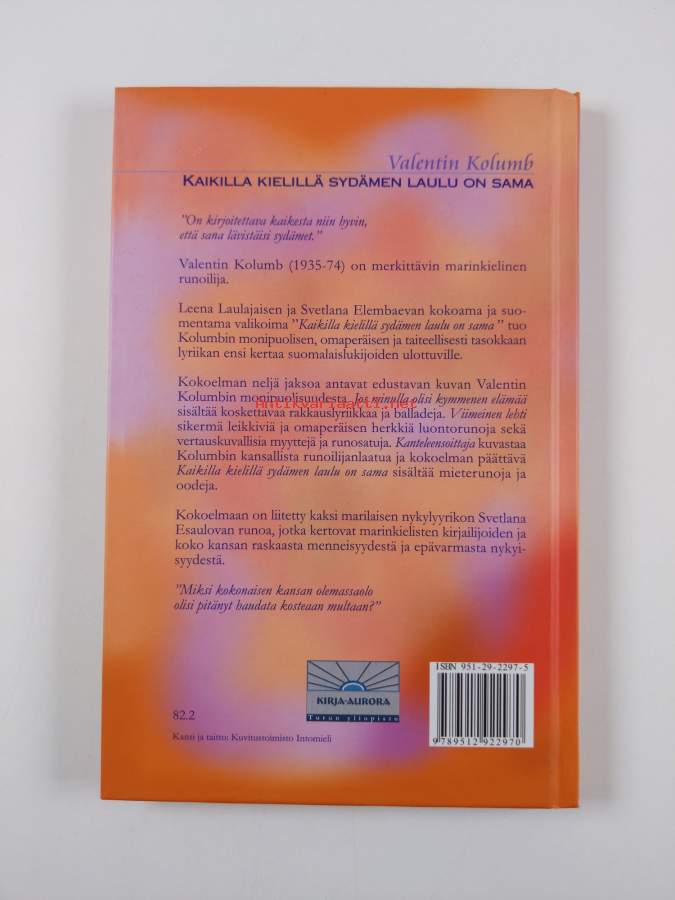 Valentin Kolumb
KAIKILLA KIELILLÄ SYDÄMEN LAULU ON SAMA
"On kirjoitettava kaikesta niin hyvin,
että sana lävistäisi sydämet."
Valentin Kolumb (1935-74) on merkittävin marinkielinen
runoilija.
Leena Laulajaisen ja Svetlana Elembaevan kokoama ja suo-
mentama valikoima "Kaikilla kielillä sydämen laulu on sama" tuo
Kolumbin monipuolisen, omaperäisen ja taiteellisesti tasokkaan
lyriikan ensi kertaa suomalaislukijoiden ulottuville.
Kokoelman neljä jaksoa antavat edustavan kuvan Valentin
Kolumbin monipuolisuudesta. Jos minulla olisi kymmenen elämää
antikvariaatti.net
sisältää koskettavaa rakkauslyriikkaa ja balladeja. Viimeinen lehti
sikermä leikkiviä ja omaperäisen herkkiä luontorunoja sekä
vertauskuvallisia myyttejä ja runosatuja. Kanteleensoittaja kuvastaa
Kolumbin kansallista runoilijanlaatua ja kokoelman päättävä
Kaikilla kielillä sydämen laulu on sama sisältää mieterunoja ja
oodeja.
Kokoelmaan on liitetty kaksi marilaisen nykylyyrikon Svetlana
Esaulovan runoa, jotka kertovat marinkielisten kirjailijoiden ja
koko kansan raskaasta menneisyydestä ja epävarmasta nykyi-
syydestä.
"Miksi kokonaisen kansan olemassaolo
olisi pitänyt haudata kosteaan multaan?"
KIRJA-AURORA
Turun yliopisto
ISBN 951-29-2297-5
9 789512 922970
82.2
Kansi ja taitto: Kuvitustoimisto Intomieli